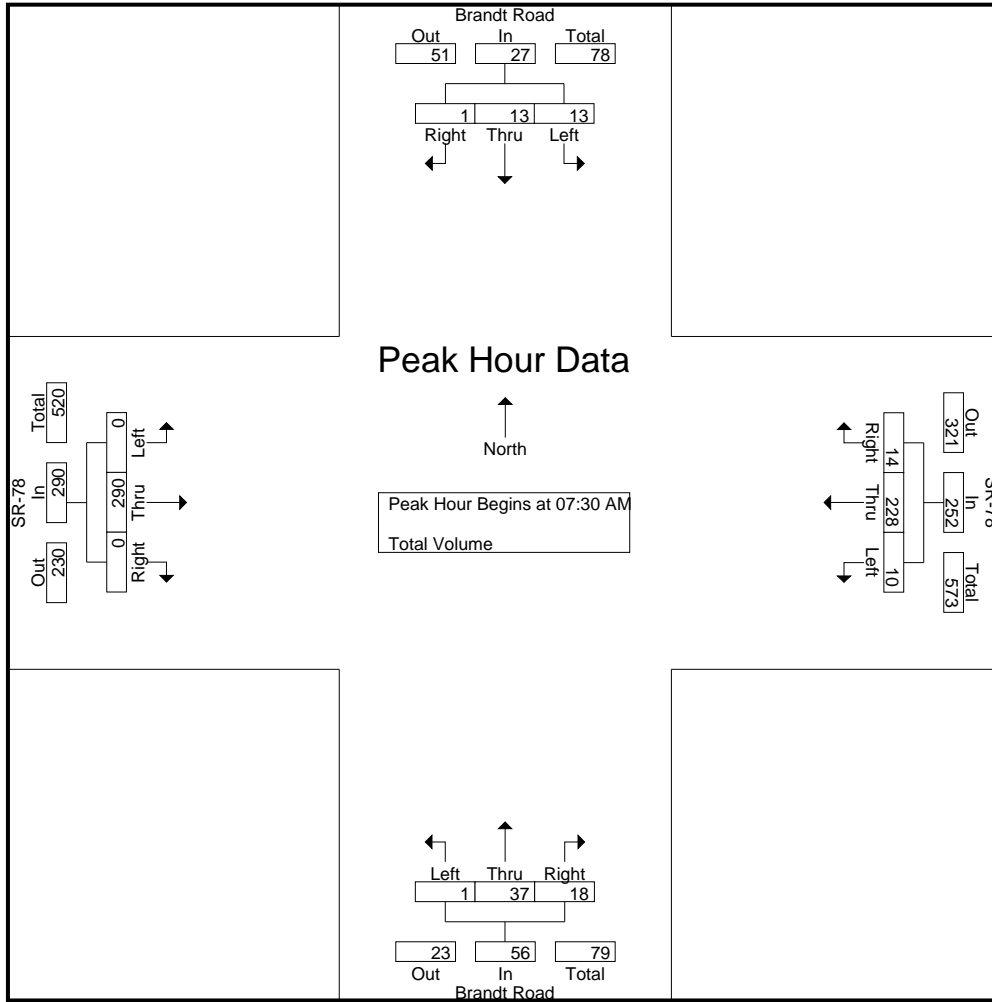 Brandt Road
Out In Total
51 27 78
1 13 13
Right Thru Left
Peak Hour Data
North
Peak Hour Begins at 07:30 AM
Total Volume
SR-78
Total In Out
520 290 230
0 290 0
Left Thru Right
Right Thru Left
14 228 10
Out In Total
321 252 573
SR-78
Left Thru Right
1 37 18
23 56 79
Out In Total
Brandt Road